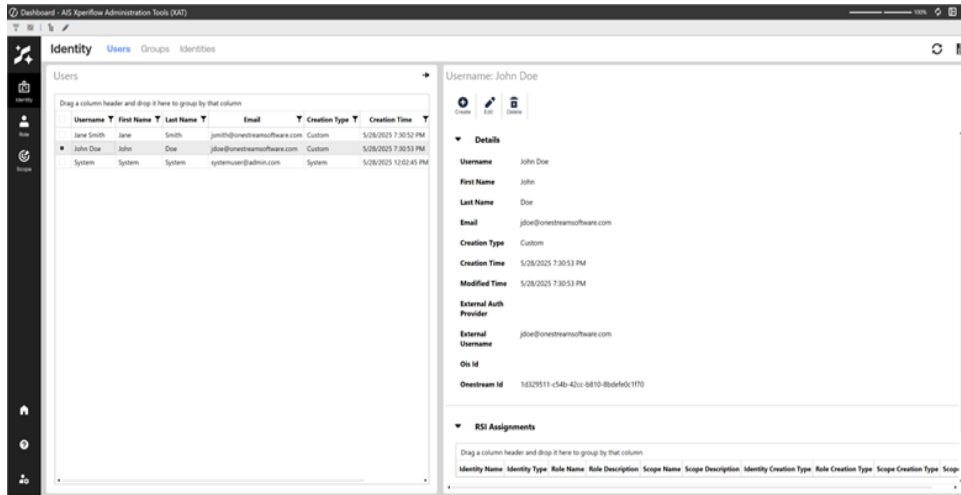 Dashboard - AIS Xperiflow Administration Tools (XAT)
100%
Identity Users Groups Identities
Identity
Role
Scope
Users
Drag a column header and drop it here to group by that column
Username First Name Last Name Email Creation Type Creation Time
Jane Smith Jane Smith jsmith@onestreamsoftware.com Custom 5/28/2025 7:30:52 PM
John Doe John Doe jdoe@onestreamsoftware.com Custom 5/28/2025 7:30:53 PM
System System System systemuser@admin.com System 5/28/2025 12:02:45 PM
Username: John Doe
Create Edit Delete
Details
Username John Doe
First Name John
Last Name Doe
Email jdoe@onestreamsoftware.com
Creation Type Custom
Creation Time 5/28/2025 7:30:53 PM
Modified Time 5/28/2025 7:30:53 PM
External Auth
Provider
External jdoe@onestreamsoftware.com
Username
Ois Id
Onestream Id 1d329511-c54b-42cc-b810-8bdefe0c1f70
RSI Assignments
Drag a column header and drop it here to group by that column
Identity Name Identity Type Role Name Role Description Scope Name Scope Description Identity Creation Type Role Creation Type Scope Creation Type Scop